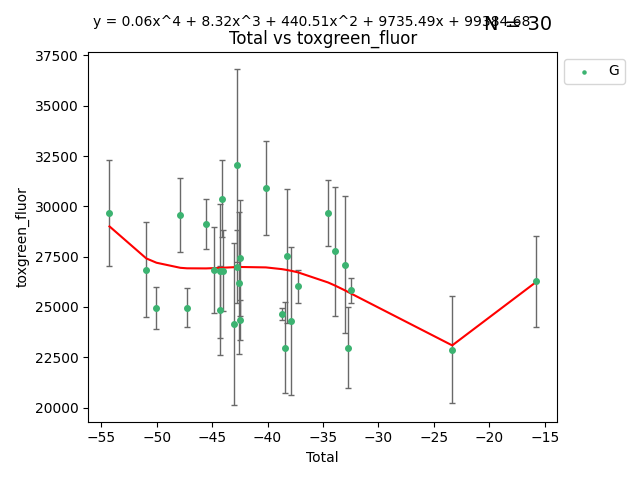 y = 0.06x^4 + 8.32x^3 + 440.51x^2 + 9735.49x + 99384.68
N = 30
Total vs toxgreen_fluor
G
37500
35000
32500
30000
27500
25000
22500
20000
toxgreen_fluor
−55 −50 −45 −40 −35 −30 −25 −20 −15
Total